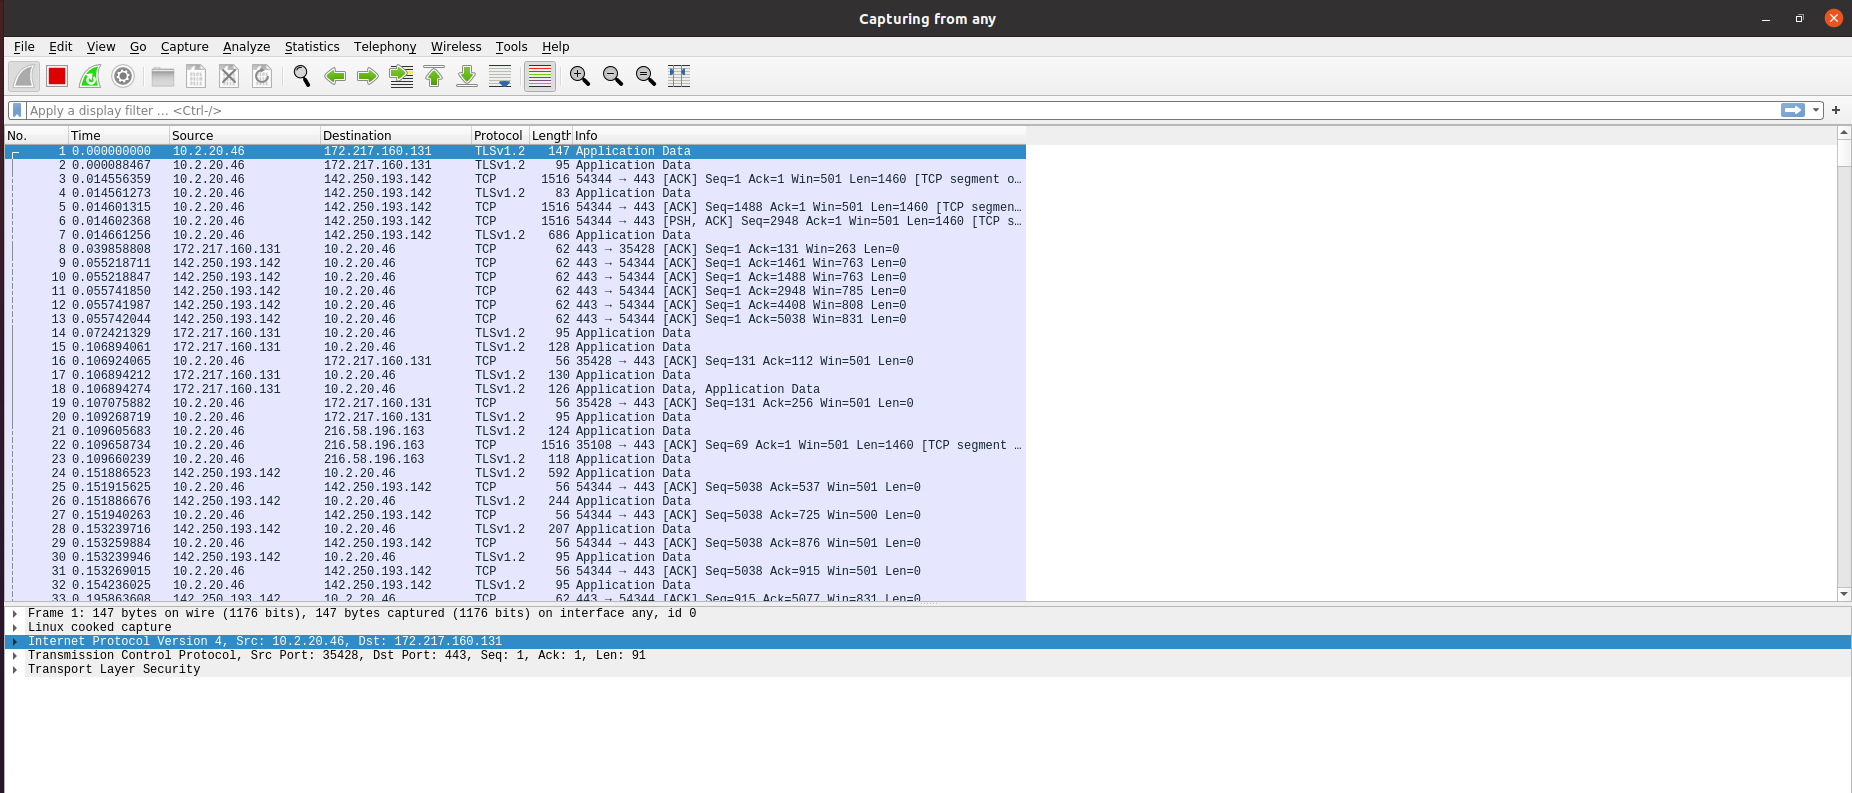 Capturing from any
File Edit View Go Capture Analyze Statistics Telephony Wireless Tools Help
Apply a display filter ... <Ctrl-/>
No. Time Source Destination Protocol Length Info
1 0.000000000 10.2.20.46 172.217.160.131 TLSv1.2 147 Application Data
2 0.000088467 10.2.20.46 172.217.160.131 TLSv1.2 95 Application Data
3 0.014556359 10.2.20.46 142.250.193.142 TCP 1516 54344 → 443 [ACK] Seq=1 Ack=1 Win=501 Len=1460 [TCP segment o…
4 0.014561273 10.2.20.46 142.250.193.142 TLSv1.2 83 Application Data
5 0.014601315 10.2.20.46 142.250.193.142 TCP 1516 54344 → 443 [ACK] Seq=1488 Ack=1 Win=501 Len=1460 [TCP segmen…
6 0.014602368 10.2.20.46 142.250.193.142 TCP 1516 54344 → 443 [PSH, ACK] Seq=2948 Ack=1 Win=501 Len=1460 [TCP s…
7 0.014661256 10.2.20.46 142.250.193.142 TLSv1.2 686 Application Data
8 0.039858808 172.217.160.131 10.2.20.46 TCP 62 443 → 35428 [ACK] Seq=1 Ack=131 Win=263 Len=0
9 0.055218711 142.250.193.142 10.2.20.46 TCP 62 443 → 54344 [ACK] Seq=1 Ack=1461 Win=763 Len=0
10 0.055218847 142.250.193.142 10.2.20.46 TCP 62 443 → 54344 [ACK] Seq=1 Ack=1488 Win=763 Len=0
11 0.055741850 142.250.193.142 10.2.20.46 TCP 62 443 → 54344 [ACK] Seq=1 Ack=2948 Win=785 Len=0
12 0.055741987 142.250.193.142 10.2.20.46 TCP 62 443 → 54344 [ACK] Seq=1 Ack=4408 Win=808 Len=0
13 0.055742044 142.250.193.142 10.2.20.46 TCP 62 443 → 54344 [ACK] Seq=1 Ack=5038 Win=831 Len=0
14 0.072421329 172.217.160.131 10.2.20.46 TLSv1.2 95 Application Data
15 0.106894061 172.217.160.131 10.2.20.46 TLSv1.2 128 Application Data
16 0.106924065 10.2.20.46 172.217.160.131 TCP 56 35428 → 443 [ACK] Seq=131 Ack=112 Win=501 Len=0
17 0.106894212 172.217.160.131 10.2.20.46 TLSv1.2 130 Application Data
18 0.106894274 172.217.160.131 10.2.20.46 TLSv1.2 126 Application Data, Application Data
19 0.107075882 10.2.20.46 172.217.160.131 TCP 56 35428 → 443 [ACK] Seq=131 Ack=256 Win=501 Len=0
20 0.109268719 10.2.20.46 172.217.160.131 TLSv1.2 95 Application Data
21 0.109605683 10.2.20.46 216.58.196.163 TLSv1.2 124 Application Data
22 0.109658734 10.2.20.46 216.58.196.163 TCP 1516 35108 → 443 [ACK] Seq=69 Ack=1 Win=501 Len=1460 [TCP segment …
23 0.109660239 10.2.20.46 216.58.196.163 TLSv1.2 118 Application Data
24 0.151886523 142.250.193.142 10.2.20.46 TLSv1.2 592 Application Data
25 0.151915625 10.2.20.46 142.250.193.142 TCP 56 54344 → 443 [ACK] Seq=5038 Ack=537 Win=501 Len=0
26 0.151886676 142.250.193.142 10.2.20.46 TLSv1.2 244 Application Data
27 0.151940263 10.2.20.46 142.250.193.142 TCP 56 54344 → 443 [ACK] Seq=5038 Ack=725 Win=500 Len=0
28 0.153239716 142.250.193.142 10.2.20.46 TLSv1.2 207 Application Data
29 0.153259884 10.2.20.46 142.250.193.142 TCP 56 54344 → 443 [ACK] Seq=5038 Ack=876 Win=501 Len=0
30 0.153239946 142.250.193.142 10.2.20.46 TLSv1.2 95 Application Data
31 0.153269015 10.2.20.46 142.250.193.142 TCP 56 54344 → 443 [ACK] Seq=5038 Ack=915 Win=501 Len=0
32 0.154236025 10.2.20.46 142.250.193.142 TLSv1.2 95 Application Data
33 0.195863608 142.250.193.142 10.2.20.46 TCP 62 443 → 54344 [ACK] Seq=915 Ack=5077 Win=831 Len=0
Frame 1: 147 bytes on wire (1176 bits), 147 bytes captured (1176 bits) on interface any, id 0
Linux cooked capture
Internet Protocol Version 4, Src: 10.2.20.46, Dst: 172.217.160.131
Transmission Control Protocol, Src Port: 35428, Dst Port: 443, Seq: 1, Ack: 1, Len: 91
Transport Layer Security